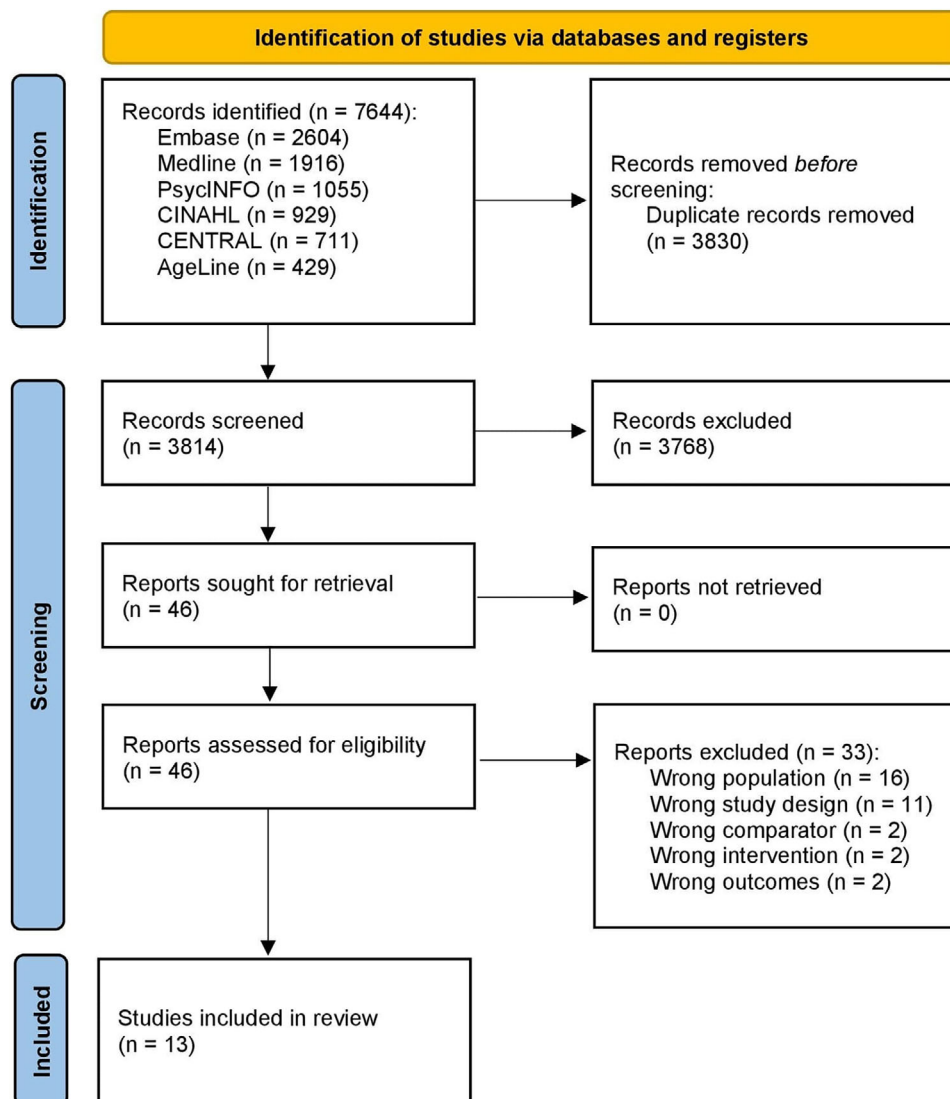 Identification of studies via databases and registers
Identification
Records identified (n = 7644):
Embase (n = 2604)
Medline (n = 1916)
PsycINFO (n = 1055)
CINAHL (n = 929)
CENTRAL (n = 711)
AgeLine (n = 429)
Records removed before
screening:
Duplicate records removed
(n = 3830)
Screening
Records screened
(n = 3814)
Records excluded
(n = 3768)
Reports sought for retrieval
(n = 46)
Reports not retrieved
(n = 0)
Reports assessed for eligibility
(n = 46)
Reports excluded (n = 33):
Wrong population (n = 16)
Wrong study design (n = 11)
Wrong comparator (n = 2)
Wrong intervention (n = 2)
Wrong outcomes (n = 2)
Included
Studies included in review
(n = 13)